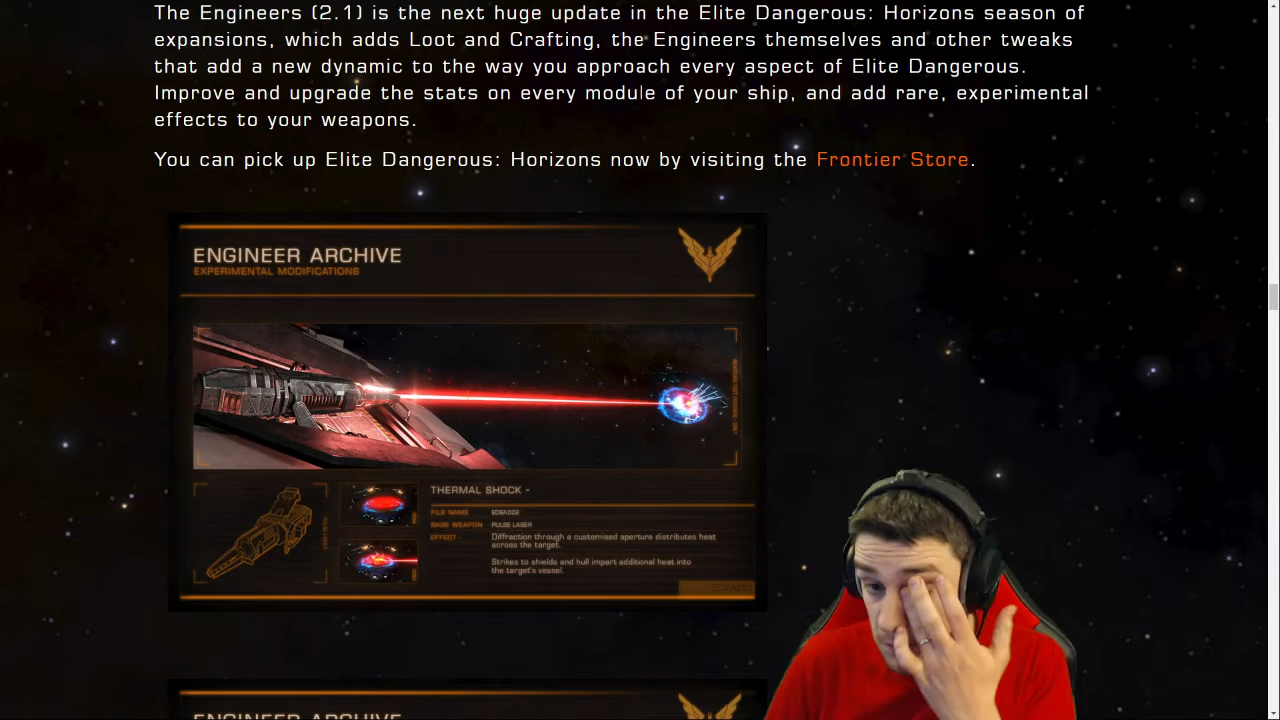 The Engineers (2.1) is the next huge update in the Elite Dangerous: Horizons season of
expansions, which adds Loot and Crafting, the Engineers themselves and other tweaks
that add a new dynamic to the way you approach every aspect of Elite Dangerous.
Improve and upgrade the stats on every module of your ship, and add rare, experimental
effects to your weapons.
You can pick up Elite Dangerous: Horizons now by visiting the Frontier Store.
ENGINEER ARCHIVE
EXPERIMENTAL MODIFICATIONS
THERMAL SHOCK -
FILE NAME EDEA002
BASE WEAPON PULSE LASER
EFFECT - Diffraction through a customised aperture distributes heat
across the target.
Strikes to shields and hull impart additional heat into
the target's vessel.
ENGINEER ARCHIVE